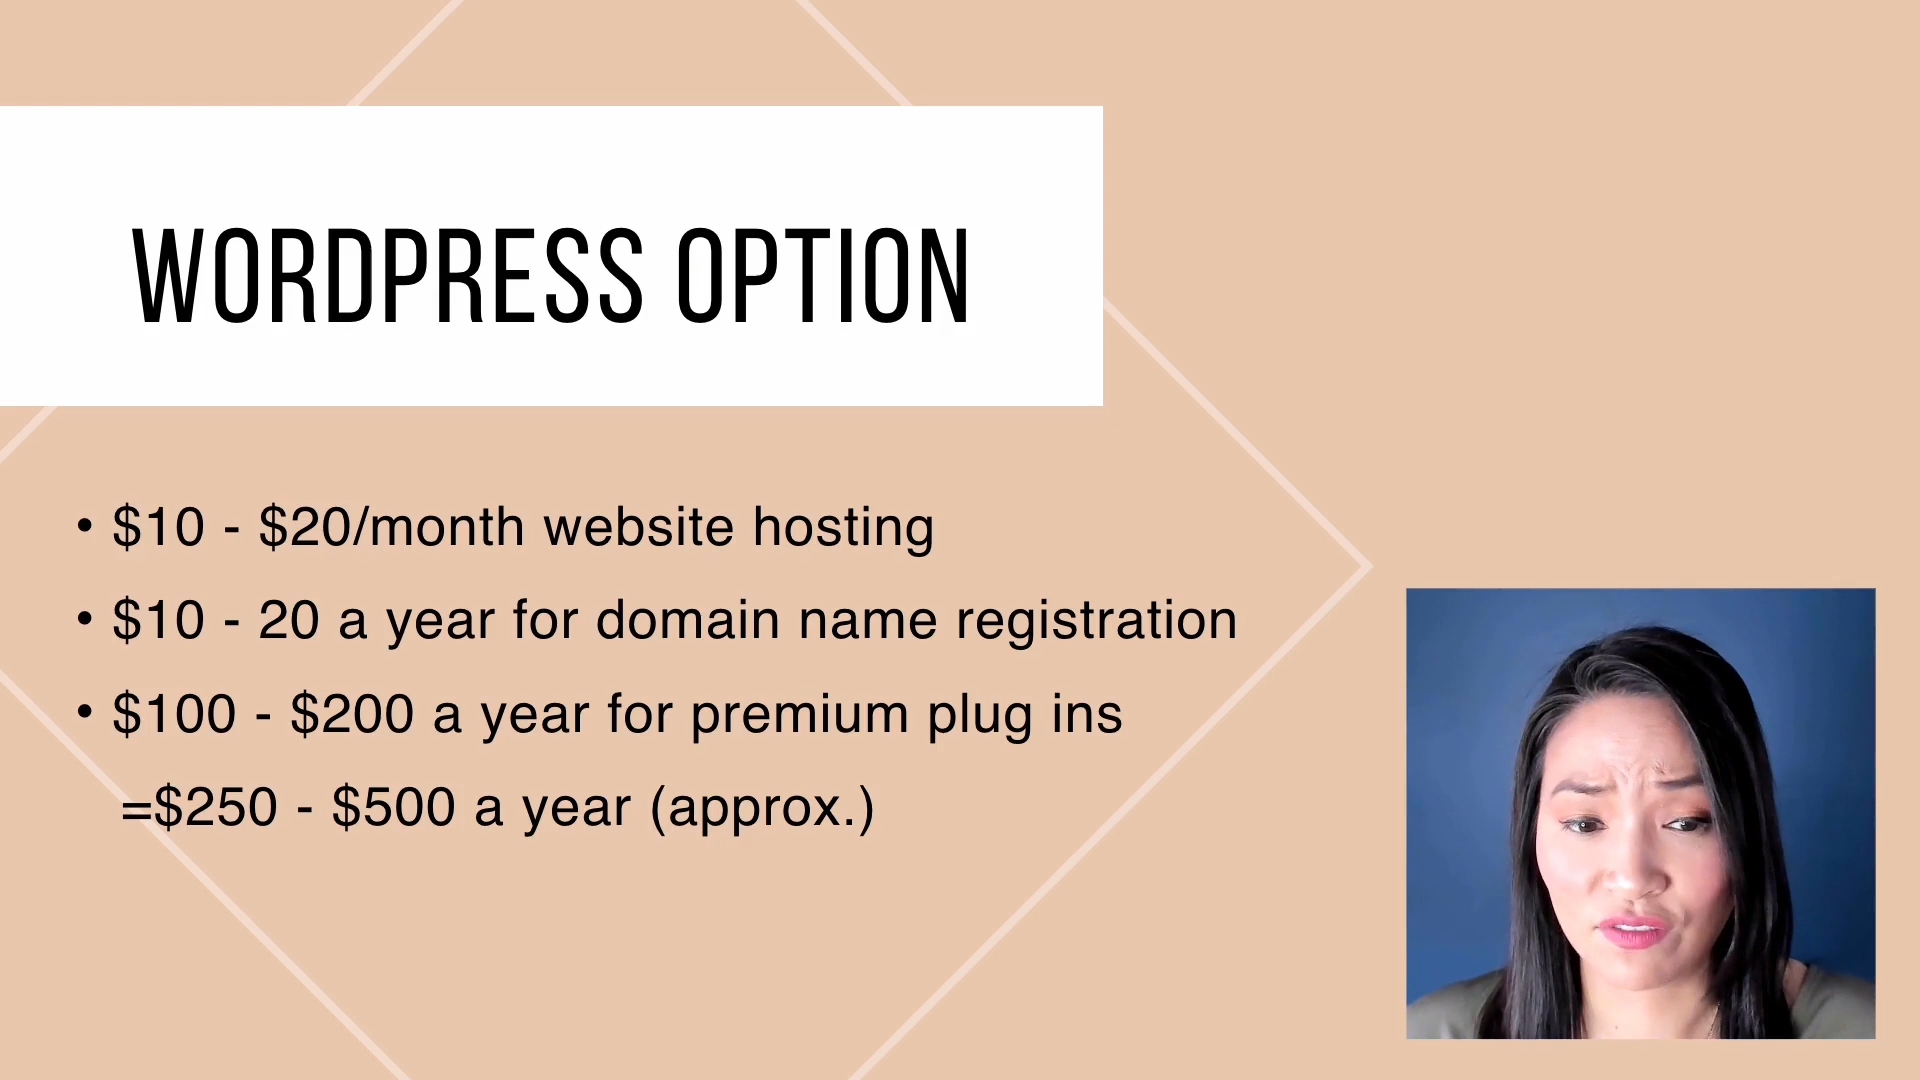 WORDPRESS OPTION
• $10 - $20/month website hosting
• $10 - 20 a year for domain name registration
• $100 - $200 a year for premium plug ins
=$250 - $500 a year (approx.)